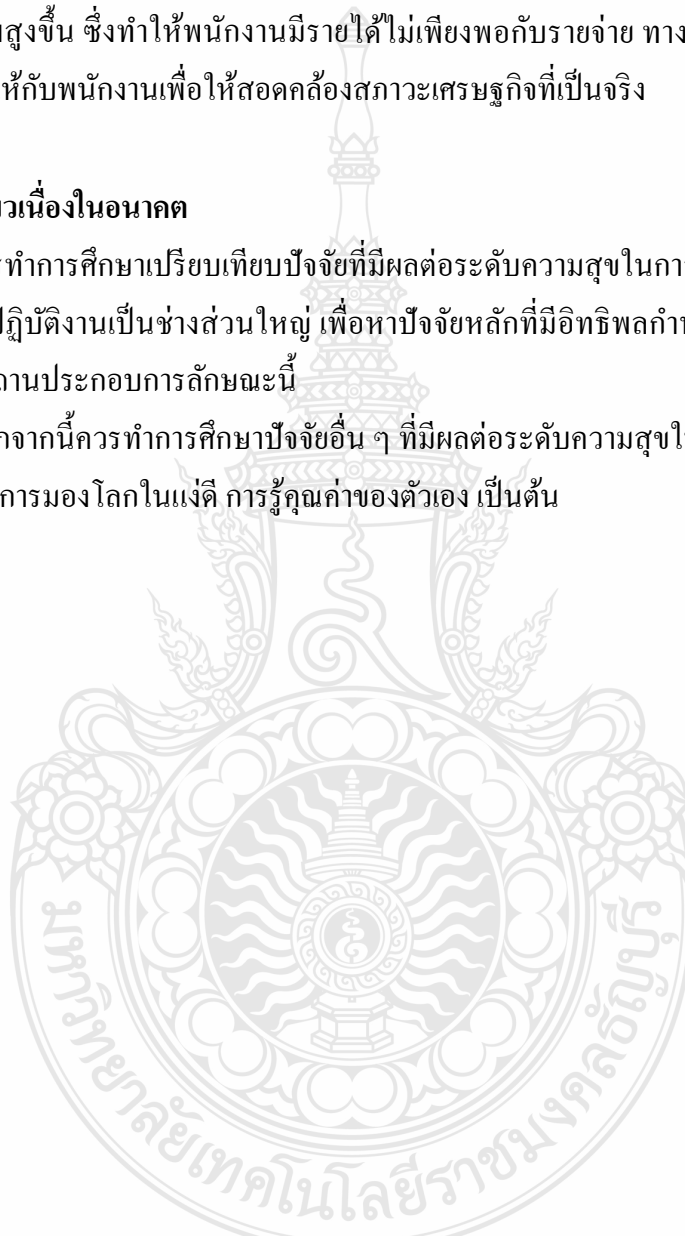 สูงขึ้น ซึ่งทำให้พนักงานมีรายได้ไม่เพียงพอกับรายจ่าย ทาง
ห้กับพนักงานเพื่อให้สอดคล้องสภาวะเศรษฐกิจที่เป็นจริง
วเนื่องในอนาคต
ทำการศึกษาเปรียบเทียบปัจจัยที่มีผลต่อระดับความสุขในการ
ปฏิบัติงานเป็นช่างส่วนใหญ่ เพื่อหาปัจจัยหลักที่มีอิทธิพลกำ
ถานประกอบการลักษณะนี้
กจากนี้ควรทำการศึกษาปัจจัยอื่น ๆ ที่มีผลต่อระดับความสุขใ
การมองโลกในแง่ดี การรู้คุณค่าของตัวเอง เป็นต้น
มหาวิทยาลัยเทคโนโลยีราชมงคลธัญบุรี